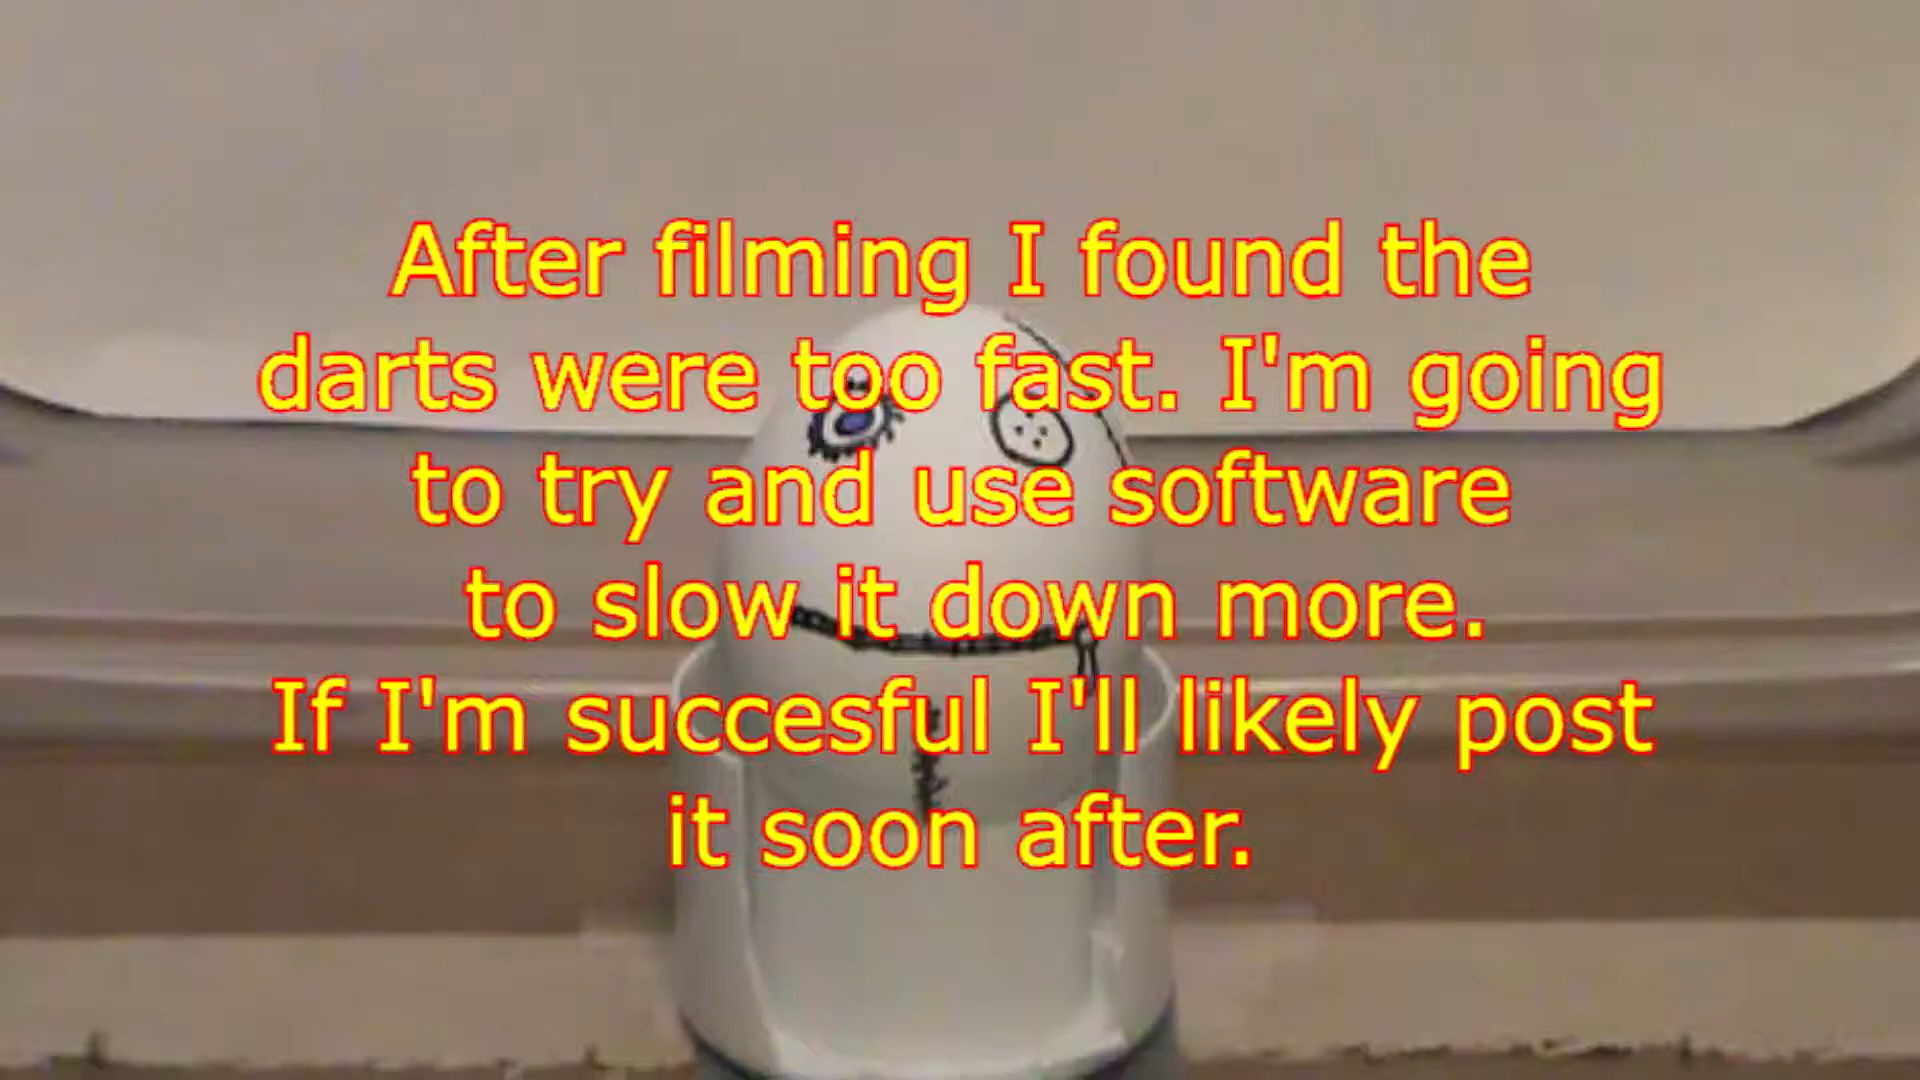 After filming I found the
darts were too fast. I'm going
to try and use software
to slow it down more.
If I'm succesful I'll likely post
it soon after.